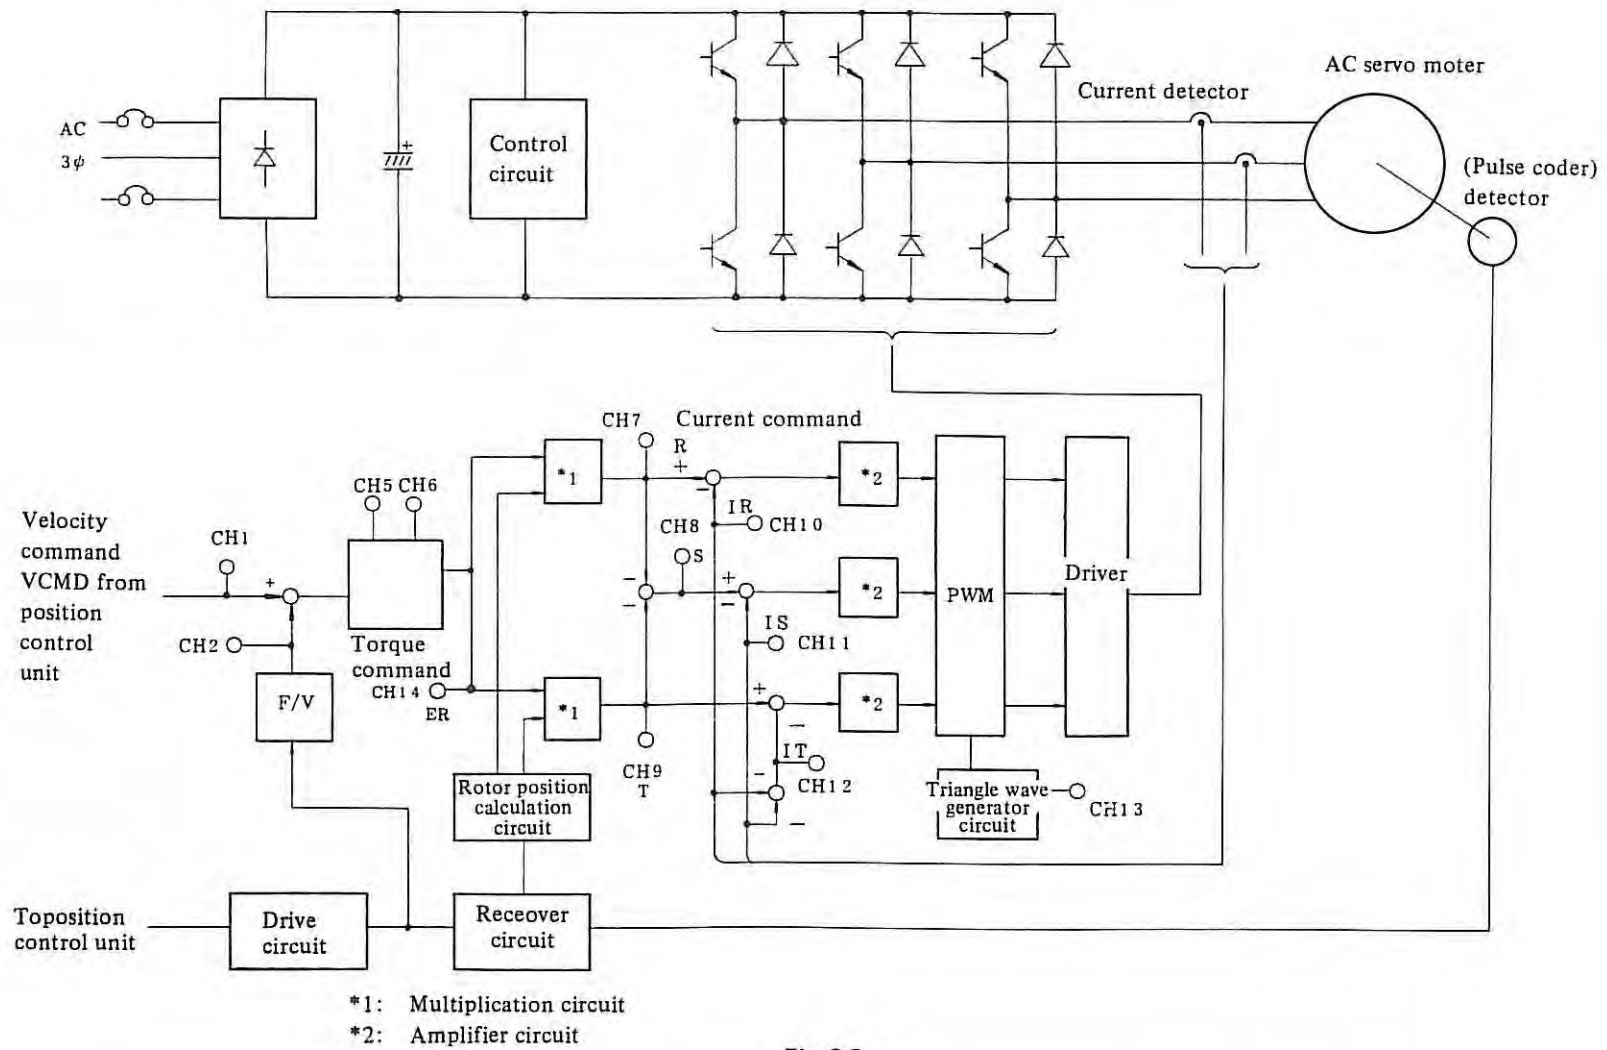 AC servo moter
Current detector
AC
3φ
Control
circuit
(Pulse coder)
detector
CH7
Current command
R
+
−
*1
*2
CH5
CH6
IR
CH10
CH8
S
Velocity
command
VCMD from
position
control
unit
CH1
+
CH2
Torque
command
CH14
ER
F/V
−
−
+
−
*2
PWM
Driver
IS
CH11
*1
+
−
*2
IT
CH12
−
−
CH9
T
Rotor position
calculation
circuit
Triangle wave
generator
circuit
CH13
Toposition
control unit
Drive
circuit
Receover
circuit
*1: Multiplication circuit
*2: Amplifier circuit